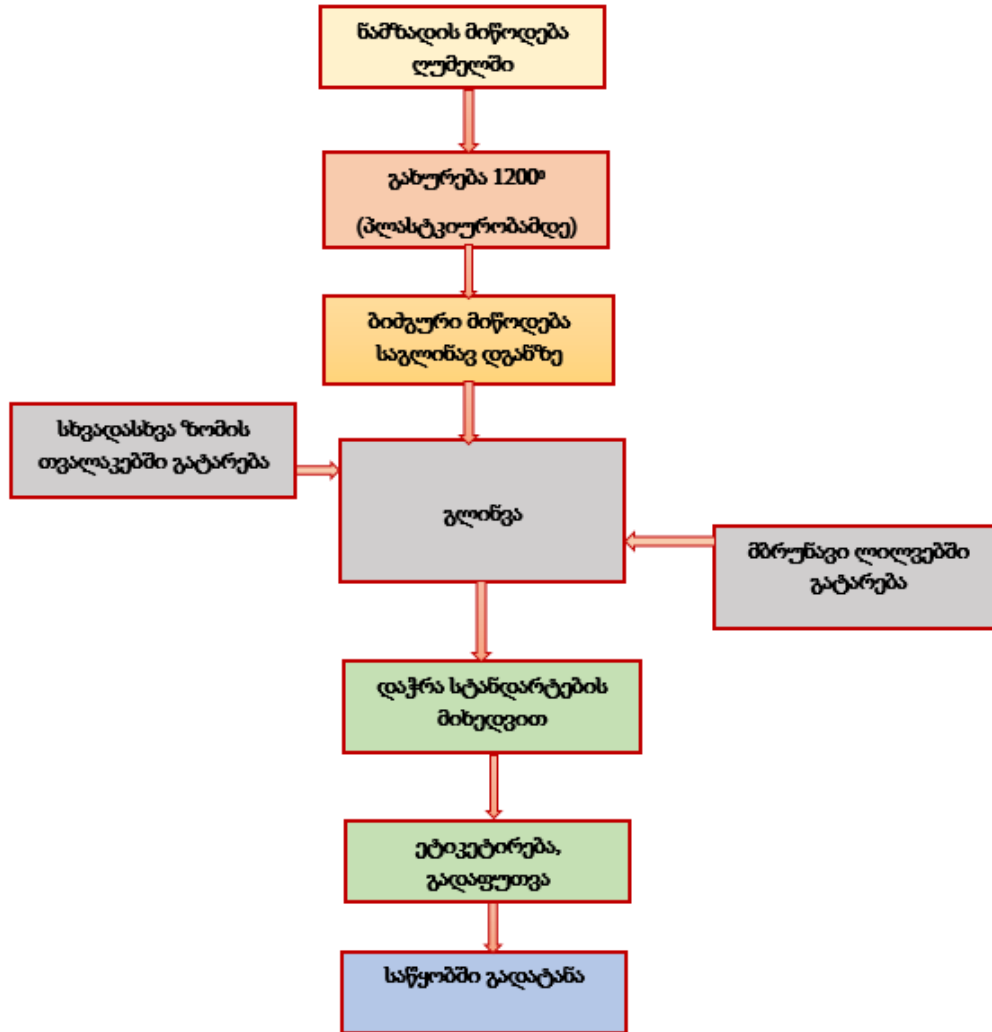 ნამზადის მიწოდება
ღუმელში
გახურება 1200⁰
(პლასტკიურობამდე)
ბიძგური მიწოდება
საგლინავ დგანზე
სხვადასხვა ზომის
თვალაკებში გატარება
გლინვა
მბრუნავი ლილვებში
გატარება
დაჭრა სტანდარტების
მიხედვით
ეტიკეტირება,
გადაფუთვა
საწყობში გადატანა